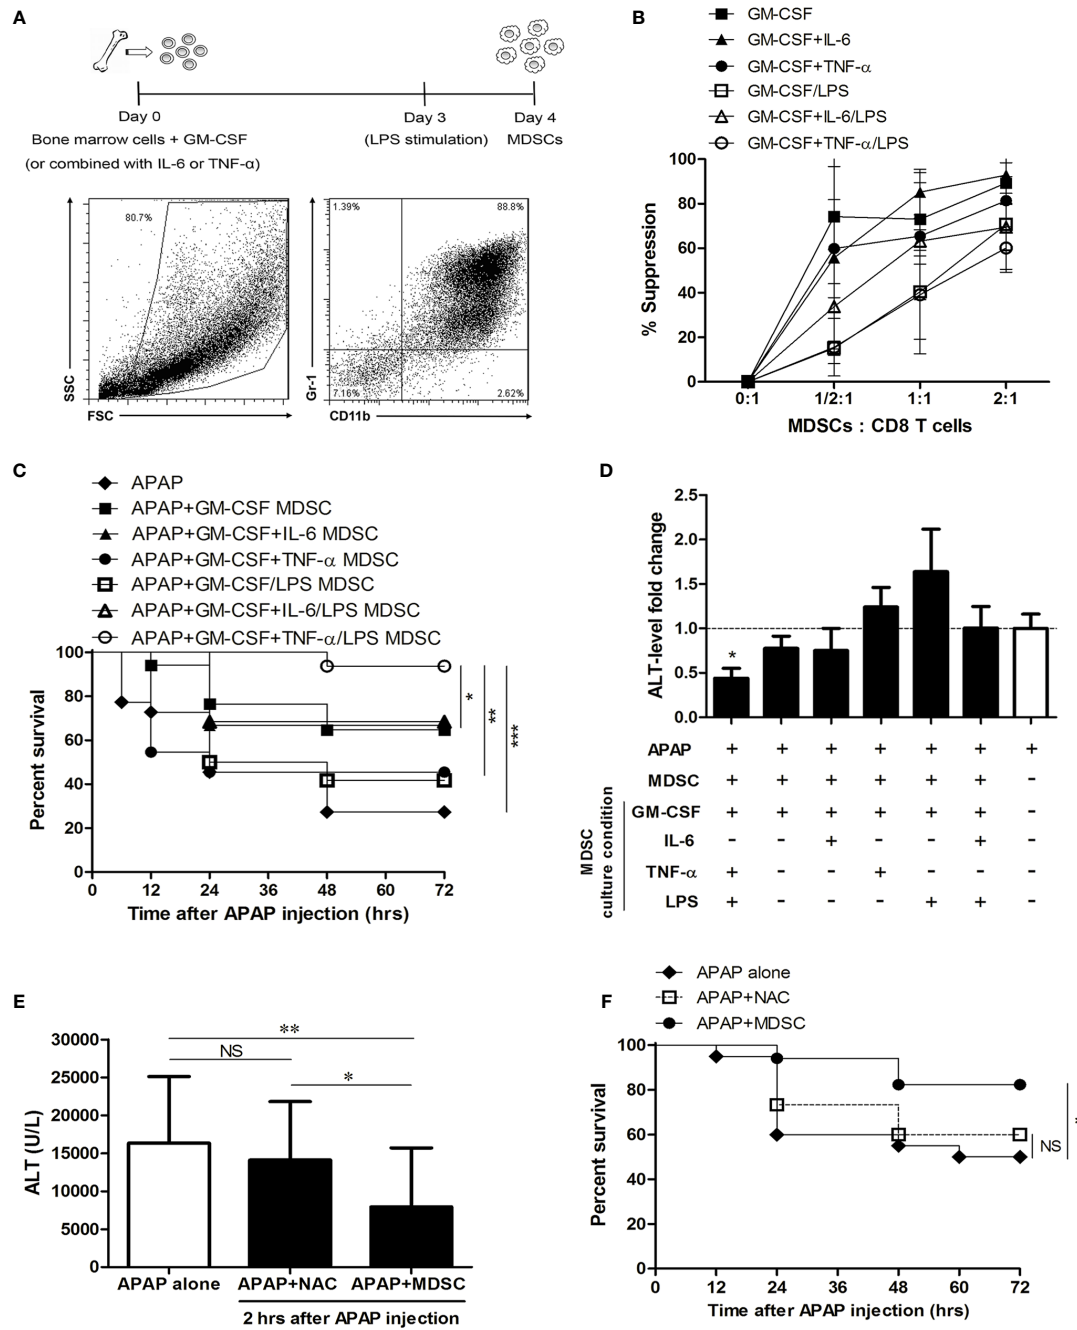 A
Day 0
Day 3
Day 4
Bone marrow cells + GM-CSF
(LPS stimulation)
MDSCs
(or combined with IL-6 or TNF-α)
80.7%
SSC
FSC
1.39%
88.8%
7.16%
2.62%
Gr-1
CD11b
B
GM-CSF
GM-CSF+IL-6
GM-CSF+TNF-α
GM-CSF/LPS
GM-CSF+IL-6/LPS
GM-CSF+TNF-α/LPS
100
80
60
40
20
0
% Suppression
0:1
1/2:1
1:1
2:1
MDSCs : CD8 T cells
C
APAP
APAP+GM-CSF MDSC
APAP+GM-CSF+IL-6 MDSC
APAP+GM-CSF+TNF-α MDSC
APAP+GM-CSF/LPS MDSC
APAP+GM-CSF+IL-6/LPS MDSC
APAP+GM-CSF+TNF-α/LPS MDSC
100
80
60
40
20
0
Percent survival
*
**
***
0 12 24 36 48 60 72
Time after APAP injection (hrs)
D
2.5
2.0
1.5
1.0
0.5
0.0
ALT-level fold change
*
APAP + + + + + + +
MDSC + + + + + + -
GM-CSF + + + + + + -
IL-6 - - + - - + -
TNF-α + - - + - - -
LPS + - - - + + -
MDSC
culture condition
E
30000
25000
20000
15000
10000
5000
0
ALT (U/L)
**
NS
*
APAP alone APAP+NAC APAP+MDSC
2 hrs after APAP injection
F
APAP alone
APAP+NAC
APAP+MDSC
100
80
60
40
20
0
Percent survival
NS
0 12 24 36 48 60 72
Time after APAP injection (hrs)